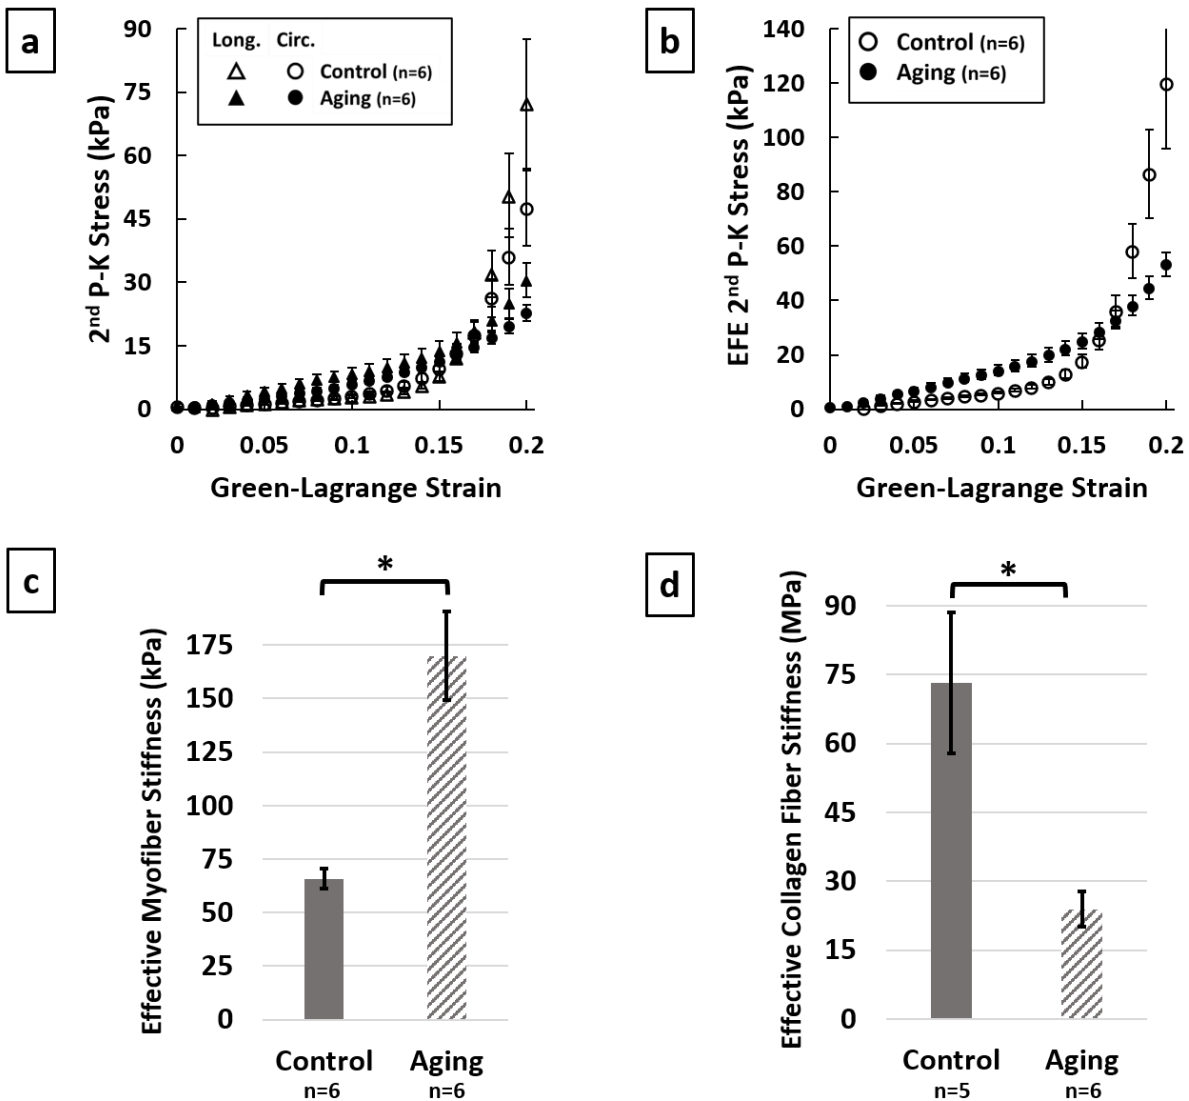 a
Long. Circ.
Control (n=6)
Aging (n=6)
2nd P-K Stress (kPa)
90
75
60
45
30
15
0
0 0.05 0.1 0.15 0.2
Green-Lagrange Strain
b
Control (n=6)
Aging (n=6)
EFE 2nd P-K Stress (kPa)
140
120
100
80
60
40
20
0
0 0.05 0.1 0.15 0.2
Green-Lagrange Strain
c
*
Effective Myofiber Stiffness (kPa)
175
150
125
100
75
50
25
0
Control Aging
n=6 n=6
d
*
Effective Collagen Fiber Stiffness (MPa)
90
75
60
45
30
15
0
Control Aging
n=5 n=6